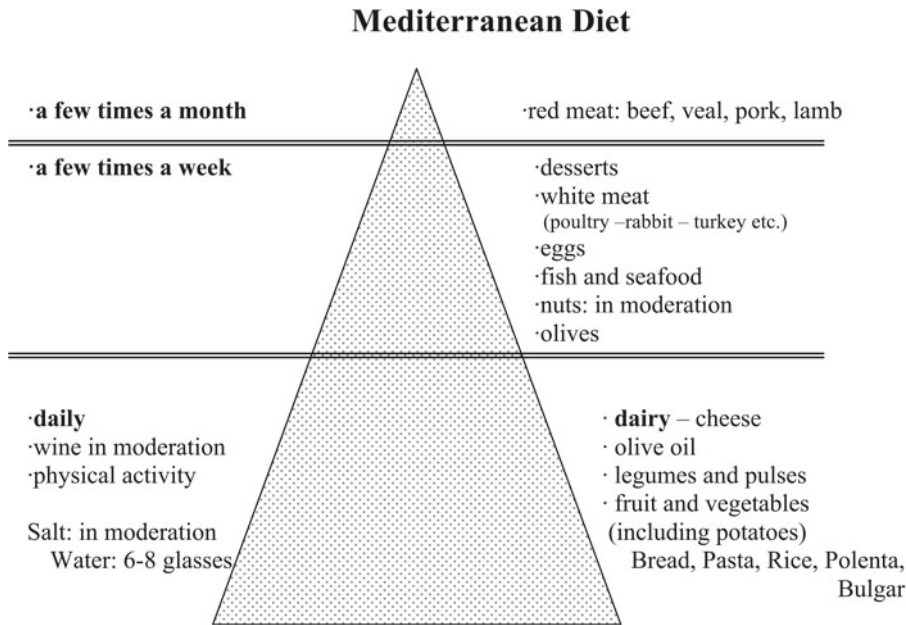 Mediterranean Diet
·a few times a month
·red meat: beef, veal, pork, lamb
·a few times a week
·desserts
·white meat
(poultry –rabbit – turkey etc.)
·eggs
·fish and seafood
·nuts: in moderation
·olives
·daily
·wine in moderation
·physical activity
Salt: in moderation
Water: 6-8 glasses
·dairy – cheese
· olive oil
· legumes and pulses
· fruit and vegetables
(including potatoes)
Bread, Pasta, Rice, Polenta,
Bulgar